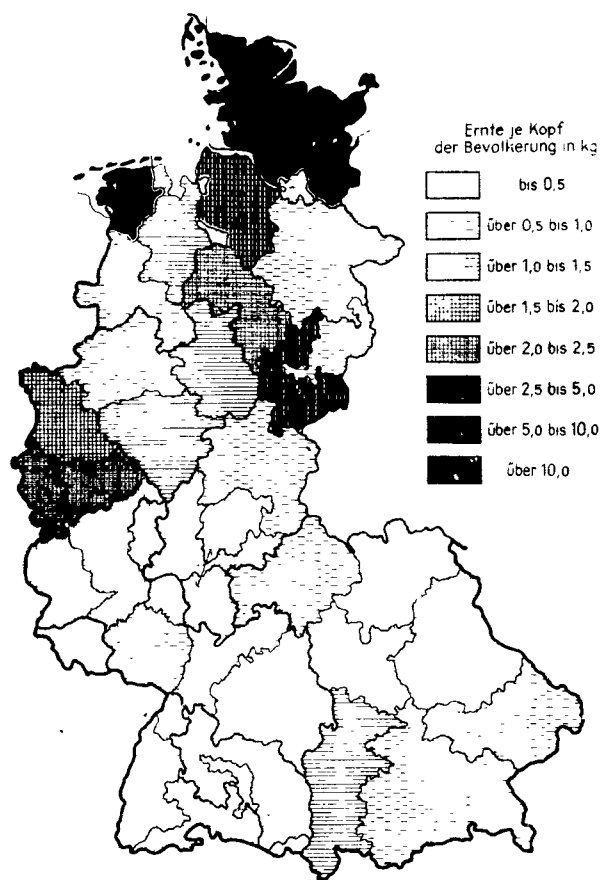 Ernte je Kopf
der Bevolkerung in kg
bis 0,5
über 0,5 bis 1,0
über 1,0 bis 1,5
über 1,5 bis 2,0
über 2,0 bis 2,5
über 2,5 bis 5,0
über 5,0 bis 10,0
über 10,0